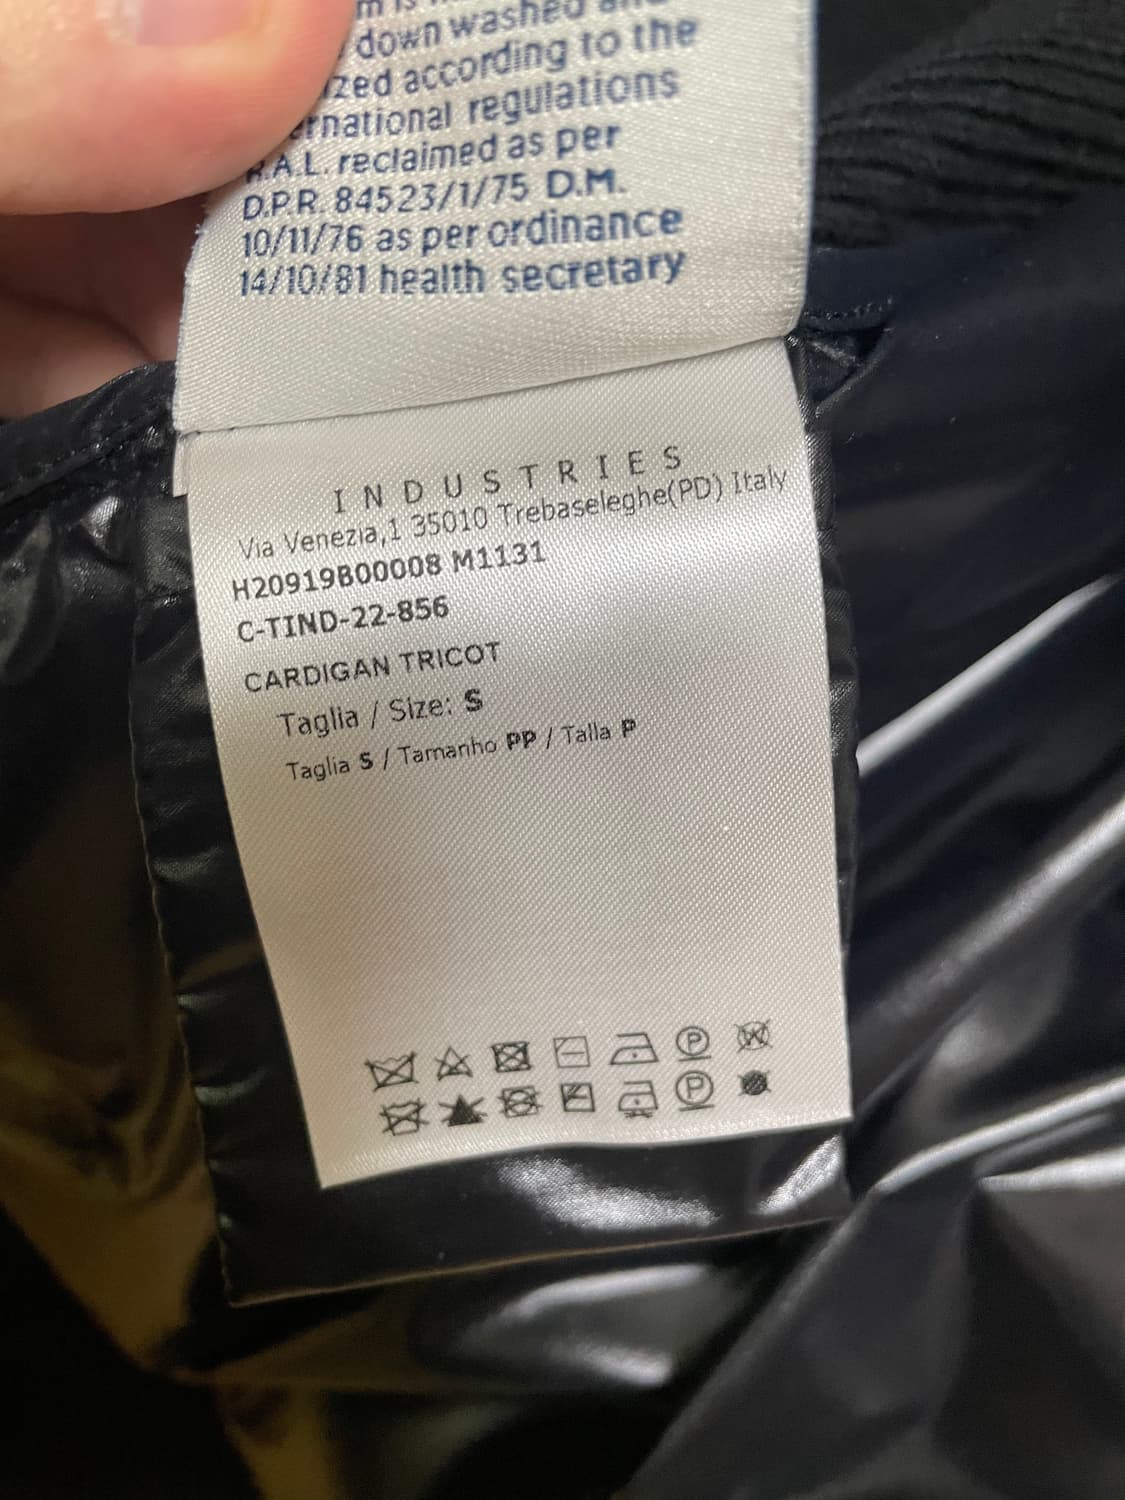 down washed and
according to the
regulations
R.A.L. reclaimed as per
D.P.R. 84523/1/75 D.M.
10/11/76 as per ordinance
14/10/81 health secretary
INDUSTRIES
Via Venezia,1 35010 Trebaseleghe(PD) Italy
H20919B00008 M1131
C-TIND-22-856
CARDIGAN TRICOT
Taglia / Size: S
Taglia S / Tamanho PP / Talla P
P W
P